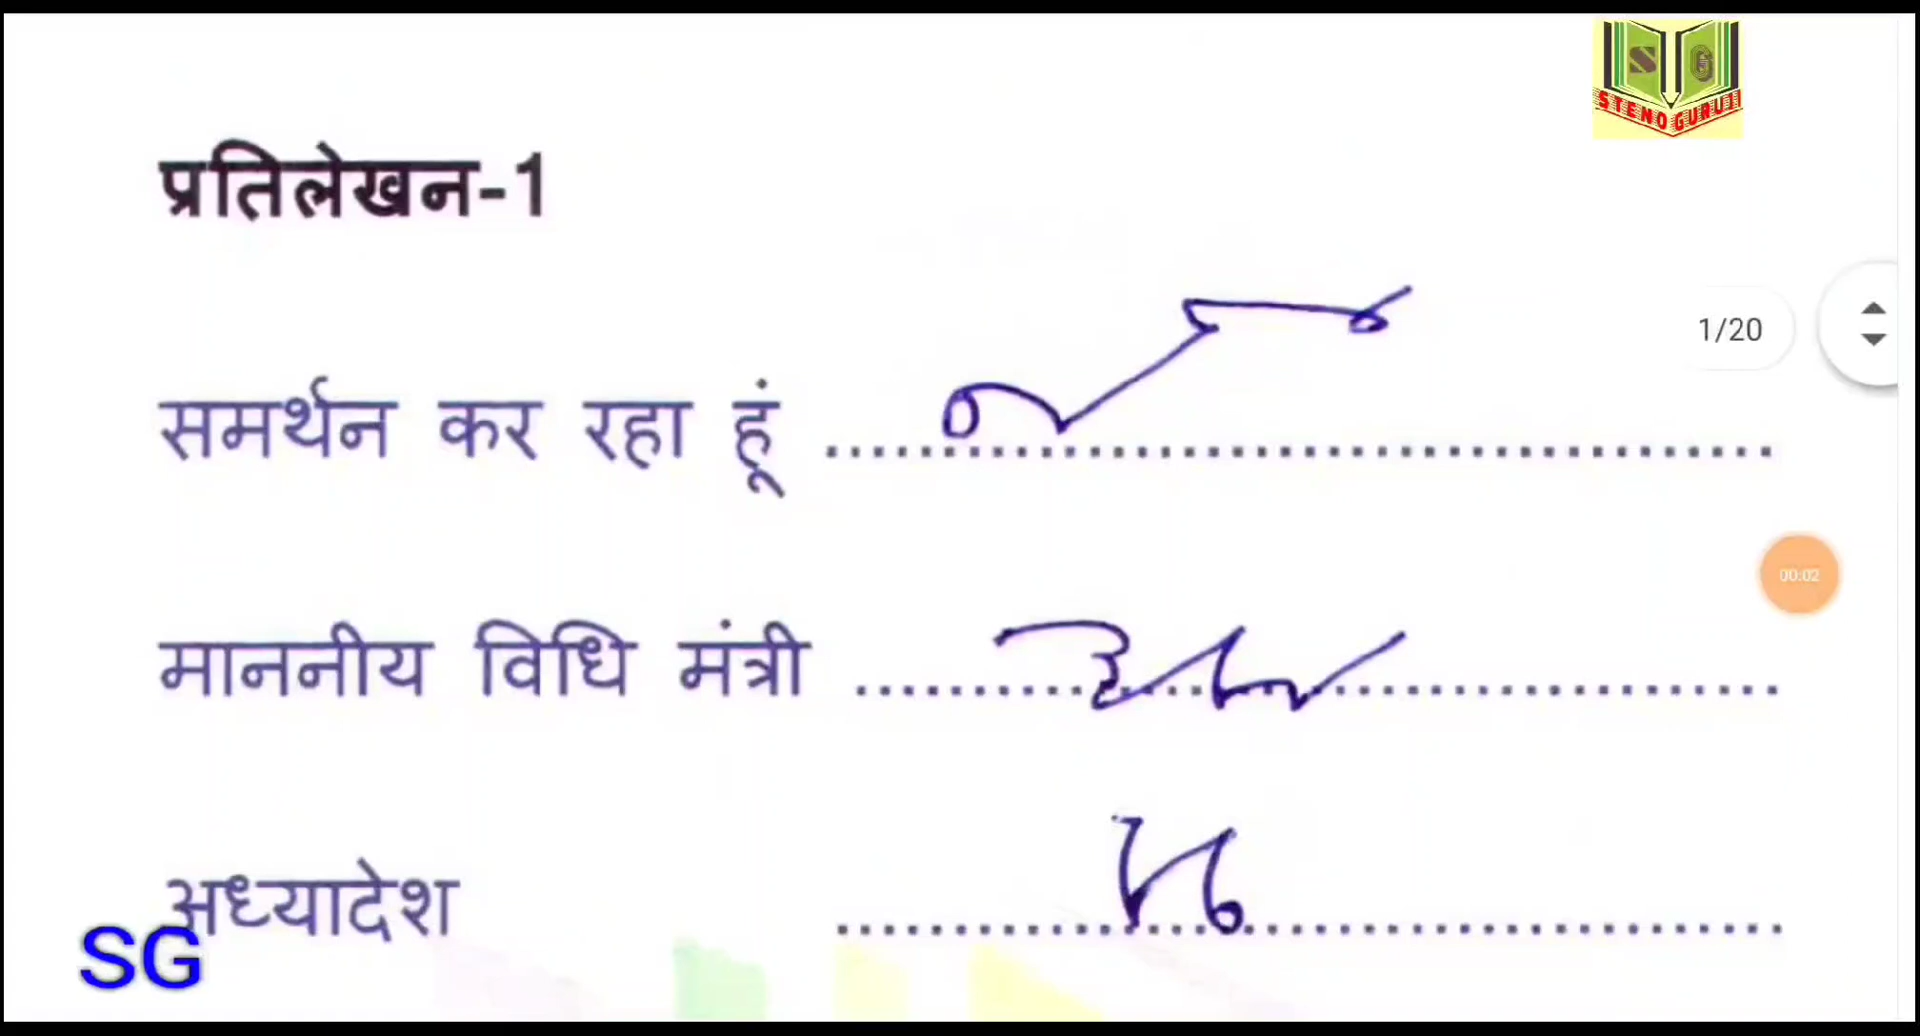 S G
STENO GURUJI
प्रतिलेखन-1
1/20
समर्थन कर रहा हूं
00:02
माननीय विधि मंत्री
अध्यादेश
SG